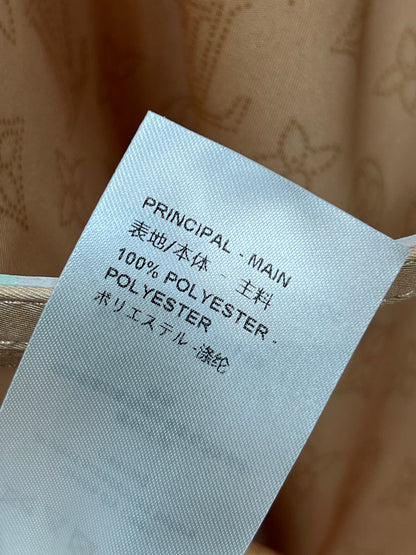 PRINCIPAL - MAIN
表地/本体 - 主料
100% POLYESTER -
POLYESTER
ポリエステル -涤纶